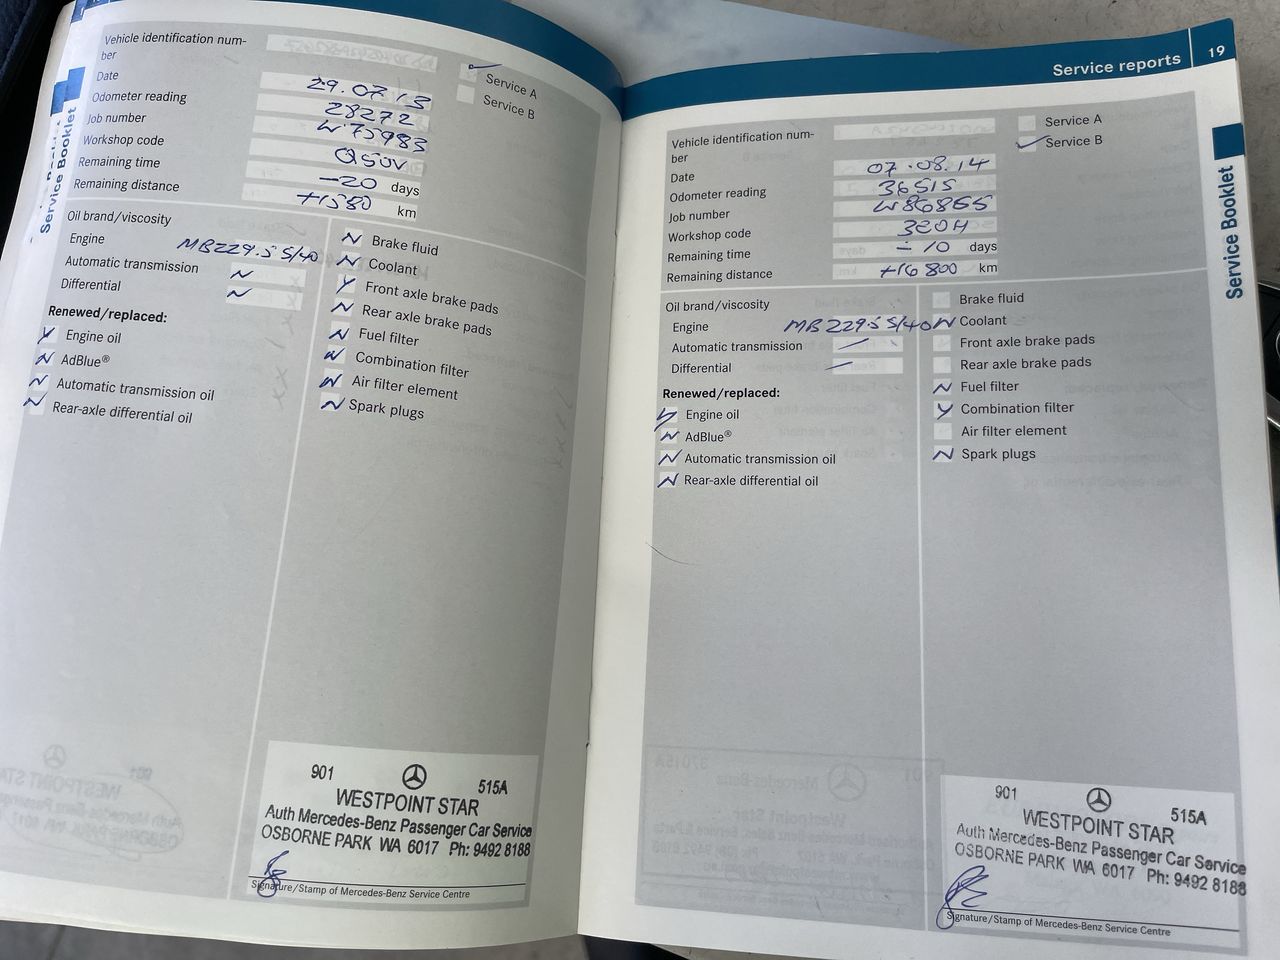 Vehicle identification num-
ber
Date 29.07.13
Odometer reading 28272
Job number W75983
Workshop code QSUV
Remaining time -20 days
Remaining distance +1580 km
Service A
Service B
Oil brand/viscosity
Engine MB229.5 5/40
Automatic transmission N
Differential N
Renewed/replaced:
Y Engine oil
N AdBlue®
N Automatic transmission oil
N Rear-axle differential oil
N Brake fluid
N Coolant
Y Front axle brake pads
N Rear axle brake pads
N Fuel filter
N Combination filter
N Air filter element
N Spark plugs
901 515A
WESTPOINT STAR
Auth Mercedes-Benz Passenger Car Service
OSBORNE PARK WA 6017 Ph: 9492 8188
Signature/Stamp of Mercedes-Benz Service Centre
Service Booklet
Service reports 19
Vehicle identification num-
ber
Date 07.08.14
Odometer reading 36515
Job number W86855
Workshop code 3EOH
Remaining time -10 days
Remaining distance +16800 km
Service A
Service B
Oil brand/viscosity
Engine MB229.5 5/40
Automatic transmission
Differential
Renewed/replaced:
Y Engine oil
N AdBlue®
N Automatic transmission oil
N Rear-axle differential oil
Brake fluid
N Coolant
Front axle brake pads
Rear axle brake pads
N Fuel filter
Y Combination filter
Air filter element
N Spark plugs
901 515A
WESTPOINT STAR
Auth Mercedes-Benz Passenger Car Service
OSBORNE PARK WA 6017 Ph: 9492 8188
Signature/Stamp of Mercedes-Benz Service Centre
Service Booklet